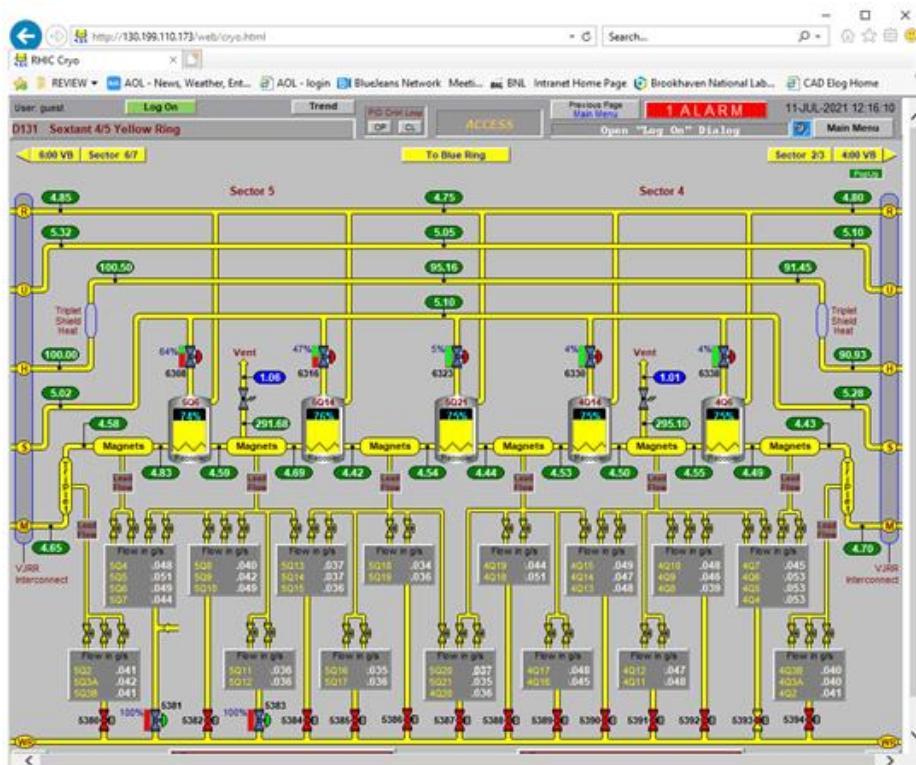 http://130.199.110.173/web/cryo.html
Search...
RHIC Cryo
REVIEW AOL - News, Weather, Ent... AOL - login BlueJeans Network Meeti... BNL Intranet Home Page Brookhaven National Lab... CAD Elog Home
User: guest Log On Trend PID Cntrl Loop OP CL ACCESS Previous Page Main Menu 1 ALARM 11-JUL-2021 12:16:10
D131 Sextant 4/5 Yellow Ring Open "Log On" Dialog Main Menu
6:00 VB Sector 6/7 To Blue Ring Sector 2/3 4:00 VB
PopUp
Sector 5 Sector 4
R 4.85 4.75 4.80 R
5.32 5.05 5.10
100.50 95.16 91.45
U U
5.10
Triplet Shield Heat Triplet Shield Heat
100.00 90.93
H H
64% 47% 5% 4% 4%
6308 6316 6323 6330 6338
Vent Vent
1.06 1.01
5.02 5.28
5Q6 5Q14 5Q21 4Q14 4Q6
74% 76% 75% 75% 75%
4.58 291.68 295.10 4.43
S Magnets Magnets Magnets Magnets Magnets Magnets S
4.83 4.59 4.69 4.42 4.54 4.44 4.53 4.50 4.55 4.49
Triplet Triplet
Lead Flow Lead Flow Lead Flow Lead Flow Lead Flow Lead Flow Lead Flow
Lead Flow Lead Flow
M M
4.65 4.70
VJRR Interconnect VJRR Interconnect
Flow in g/s
5Q4 .048
5Q5 .051
5Q6 .049
5Q7 .044
Flow in g/s
5Q8 .040
5Q9 .042
5Q10 .045
Flow in g/s
5Q13 .037
5Q14 .037
5Q15 .036
Flow in g/s
5Q18 .034
5Q19 .036
Flow in g/s
4Q19 .044
4Q18 .051
Flow in g/s
4Q15 .049
4Q14 .047
4Q13 .048
Flow in g/s
4Q10 .048
4Q9 .046
4Q8 .039
Flow in g/s
4Q7 .045
4Q6 .053
4Q5 .053
4Q4 .053
Flow in g/s
5Q2 .041
5Q3A .042
5Q3B .041
Flow in g/s
5Q11 .036
5Q12 .036
Flow in g/s
5Q16 .035
5Q17 .036
Flow in g/s
5Q20 .037
5Q21 .035
4Q20 .036
Flow in g/s
4Q17 .048
4Q16 .045
Flow in g/s
4Q12 .047
4Q11 .048
Flow in g/s
4Q3B .040
4Q3A .040
4Q2 .041
100% 5381 100% 5383
5380 5382 5384 5385 5386 5387 5388 5389 5390 5391 5392 5393 5394
WR WR